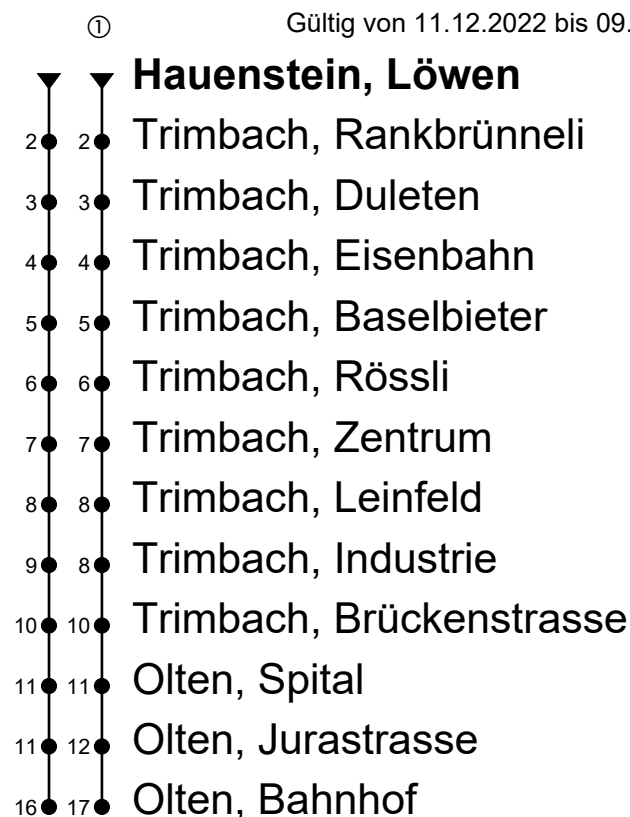 ① Gültig von 11.12.2022 bis 09.
Hauenstein, Löwen
2 2 Trimbach, Rankbrünneli
3 3 Trimbach, Duleten
4 4 Trimbach, Eisenbahn
5 5 Trimbach, Baselbieter
6 6 Trimbach, Rössli
7 7 Trimbach, Zentrum
8 8 Trimbach, Leinfeld
9 8 Trimbach, Industrie
10 10 Trimbach, Brückenstrasse
11 11 Olten, Spital
11 12 Olten, Jurastrasse
16 17 Olten, Bahnhof